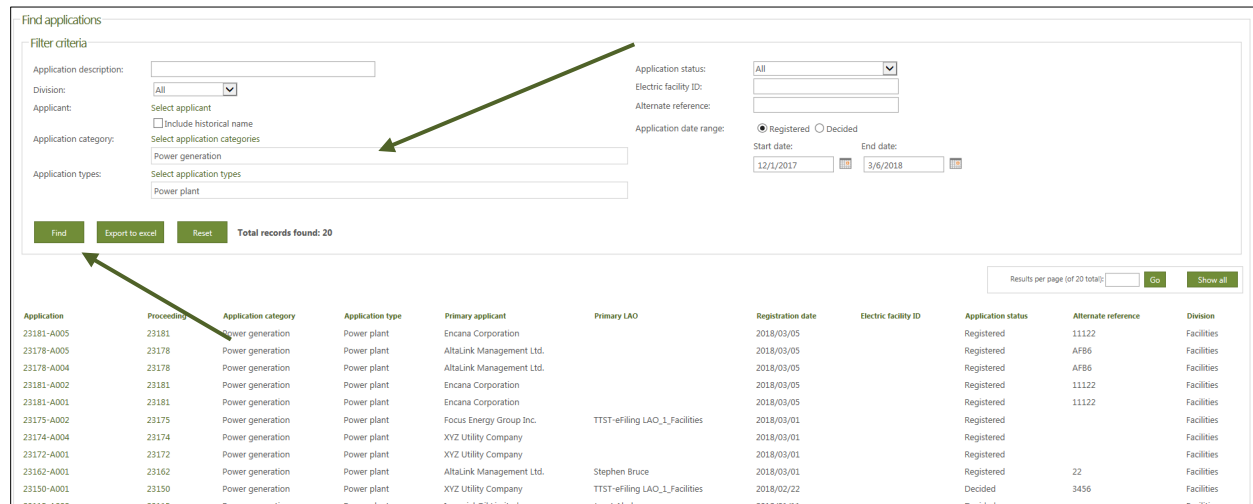 Find applications
Filter criteria
Application description:
Division: All
Applicant: Select applicant
Include historical name
Application category: Select application categories
Power generation
Application types: Select application types
Power plant
Application status: All
Electric facility ID:
Alternate reference:
Application date range: Registered Decided
Start date: End date:
12/1/2017 3/6/2018
Find Export to excel Reset Total records found: 20
Results per page (of 20 total): Go Show all
Application Proceeding Application category Application type Primary applicant Primary LAO Registration date Electric facility ID Application status Alternate reference Division
23181-A005 23181 Power generation Power plant Encana Corporation 2018/03/05 Registered 11122 Facilities
23178-A005 23178 Power generation Power plant AltaLink Management Ltd. 2018/03/05 Registered AFB6 Facilities
23178-A004 23178 Power generation Power plant AltaLink Management Ltd. 2018/03/05 Registered AFB6 Facilities
23181-A002 23181 Power generation Power plant Encana Corporation 2018/03/05 Registered 11122 Facilities
23181-A001 23181 Power generation Power plant Encana Corporation 2018/03/05 Registered 11122 Facilities
23175-A002 23175 Power generation Power plant Focus Energy Group Inc. TTST-eFiling LAO_1_Facilities 2018/03/01 Registered Facilities
23174-A004 23174 Power generation Power plant XYZ Utility Company 2018/03/01 Registered Facilities
23172-A001 23172 Power generation Power plant XYZ Utility Company 2018/03/01 Registered Facilities
23162-A001 23162 Power generation Power plant AltaLink Management Ltd. Stephen Bruce 2018/03/01 Registered 22 Facilities
23150-A001 23150 Power generation Power plant XYZ Utility Company TTST-eFiling LAO_1_Facilities 2018/02/22 Decided 3456 Facilities